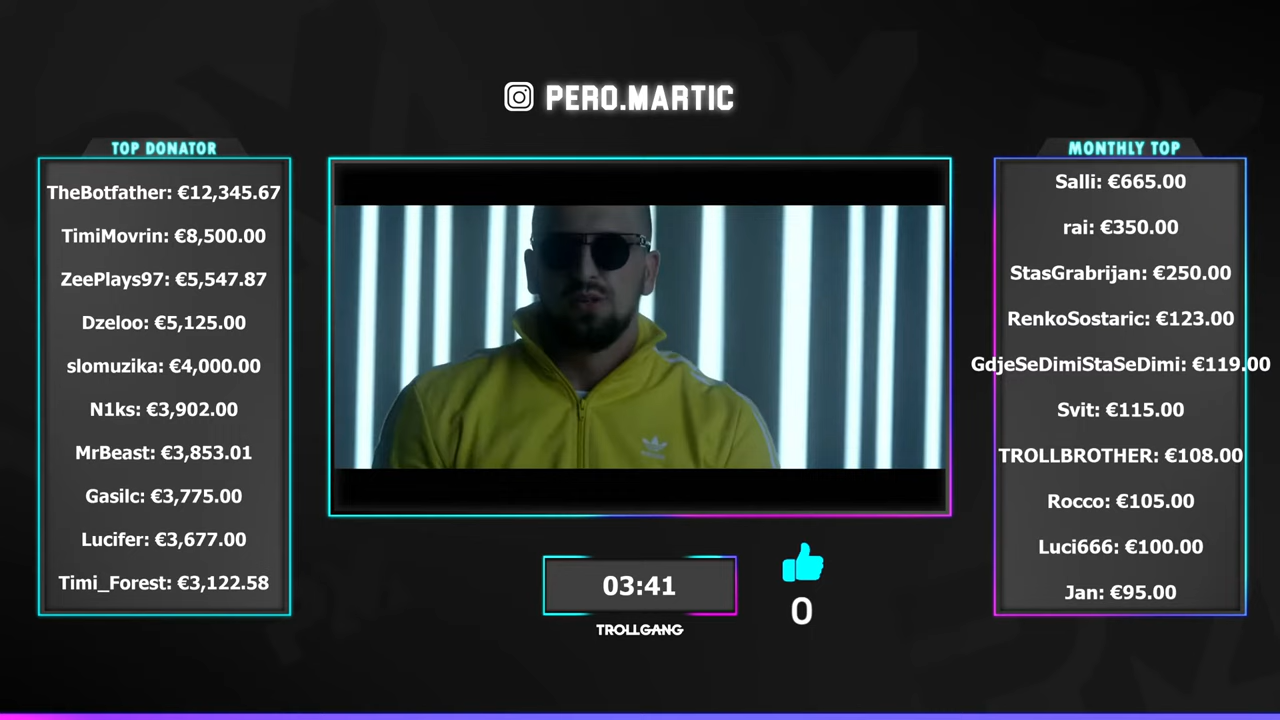 PERO.MARTIC
TOP DONATOR
TheBotfather: €12,345.67
TimiMovrin: €8,500.00
ZeePlays97: €5,547.87
Dzeloo: €5,125.00
slomuzika: €4,000.00
N1ks: €3,902.00
MrBeast: €3,853.01
Gasilc: €3,775.00
Lucifer: €3,677.00
Timi_Forest: €3,122.58
03:41
TROLLGANG
0
MONTHLY TOP
Salli: €665.00
rai: €350.00
StasGrabrijan: €250.00
RenkoSostaric: €123.00
GdjeSeDimiStaSeDimi: €119.00
Svit: €115.00
TROLLBROTHER: €108.00
Rocco: €105.00
Luci666: €100.00
Jan: €95.00